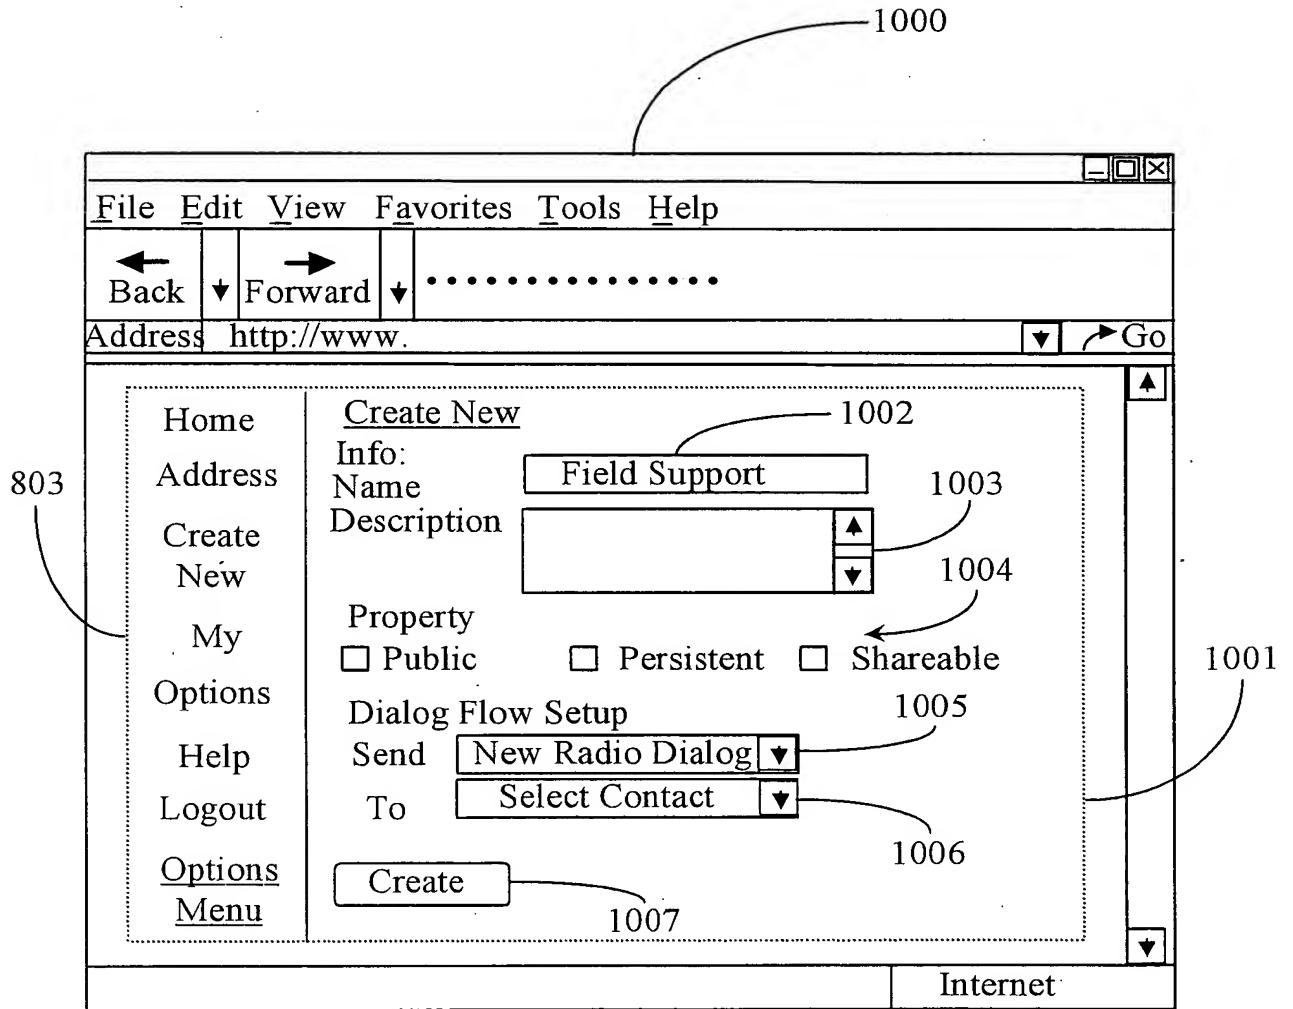 1000
File Edit View Favorites Tools Help
Back Forward
Address http://www. Go
Home
Address
Create
New
My
Options
Help
Logout
Options
Menu
803
Create New
1002
Info:
Name Field Support
1003
Description
1004
Property
Public Persistent Shareable
1001
Dialog Flow Setup
1005
Send New Radio Dialog
To Select Contact
1006
Create
1007
Internet